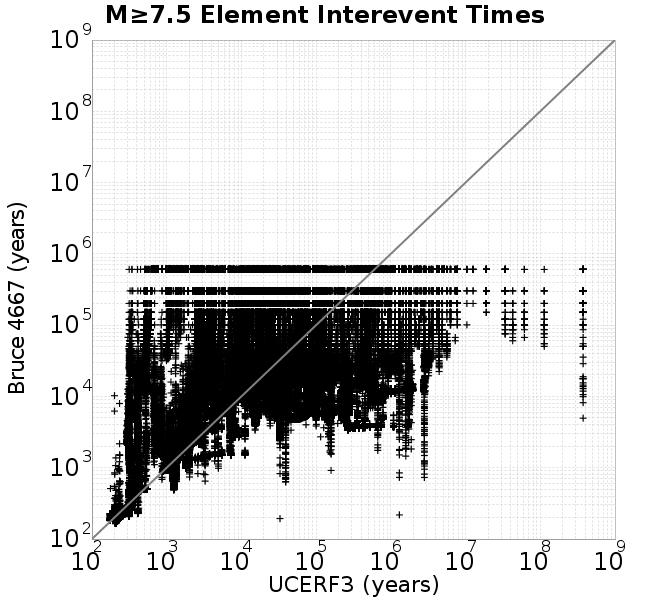 M≥7.5 Element Interevent Times
10⁹
10⁸
10⁷
10⁶
10⁵
10⁴
10³
10²
Bruce 4667 (years)
10² 10³ 10⁴ 10⁵ 10⁶ 10⁷ 10⁸ 10⁹
UCERF3 (years)